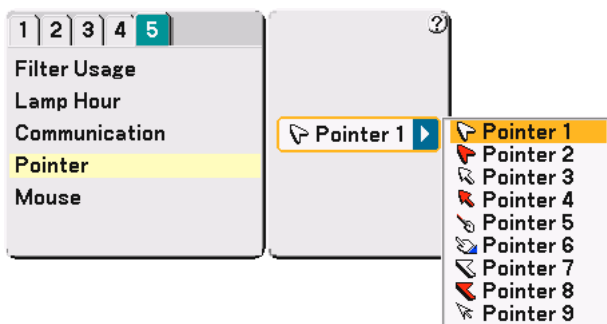 1 2 3 4 5
?
Filter Usage
Lamp Hour
Communication
Pointer
Mouse
Pointer 1
Pointer 1
Pointer 2
Pointer 3
Pointer 4
Pointer 5
Pointer 6
Pointer 7
Pointer 8
Pointer 9